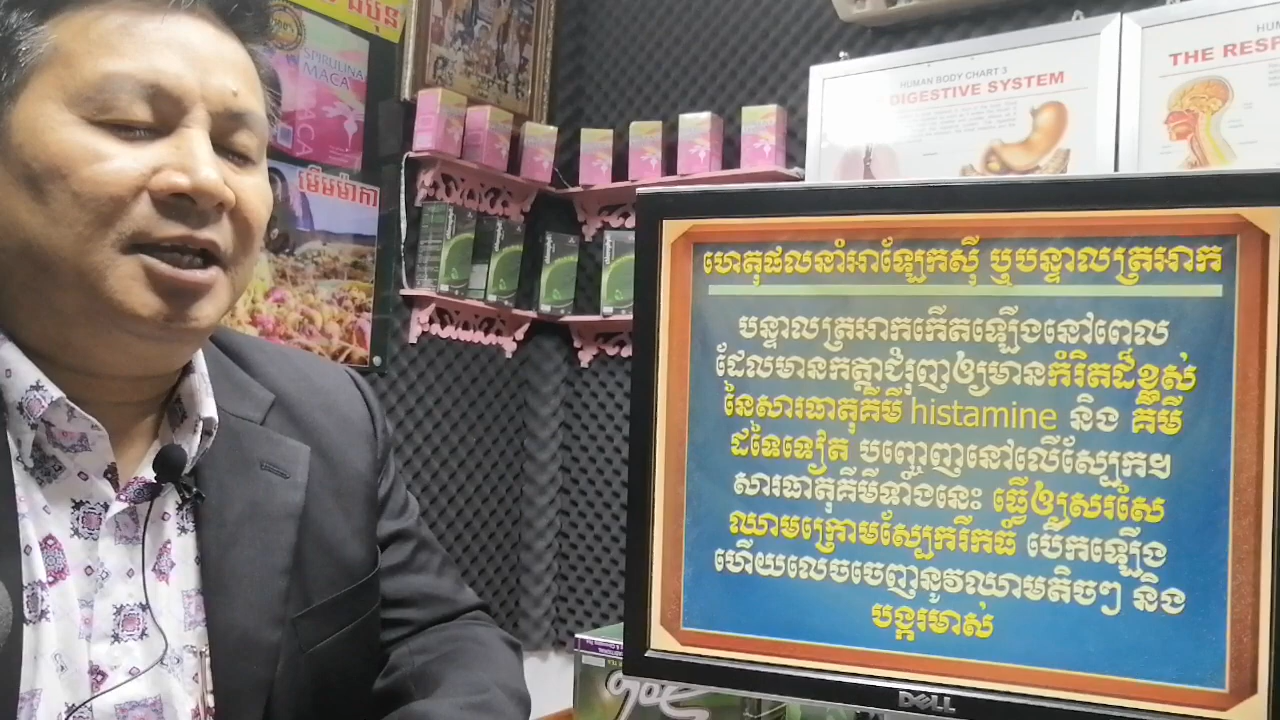 SPIRULINA
MACA
MACA
មើមម៉ាកា
HUMAN BODY CHART 3
DIGESTIVE SYSTEM
THE RESP
ហេតុផលនាំអាឡែកស៊ី ឬបន្ទាលត្រអាក
បន្ទាលត្រអាកកើតឡើងនៅពេល
ដែលមានកត្តាជំរុញឲ្យមានកំរិតដ៏ខ្ពស់
នៃសារធាតុគីមី histamine និង គីមី
ដទៃទៀត បញ្ចេញនៅលើស្បែក។
សារធាតុគីមីទាំងនេះ ធ្វើឲ្យសរសៃ
ឈាមក្រោមស្បែករីកធំ បើកឡើង
ហើយលេចចេញនូវឈាមតិចៗ និង
បង្ករមាស់
DELL